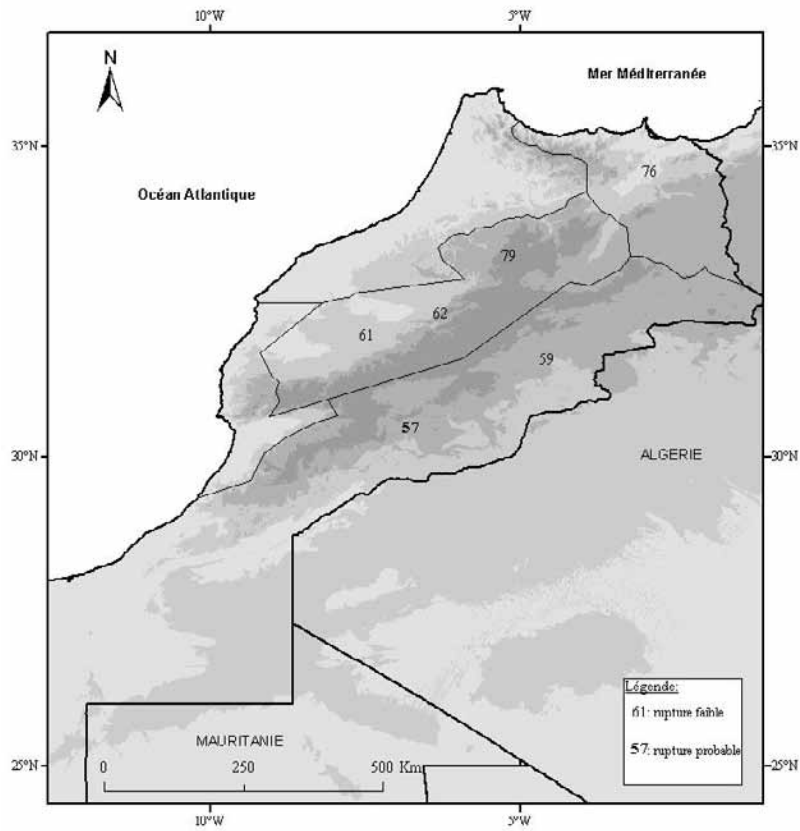 10°W 5°W
N
Mer Méditerranée
35°N 35°N
76
Océan Atlantique
79
62
61
59
57
30°N ALGERIE 30°N
Légende:
61: rupture faible
MAURITANIE
57: rupture probable
0 250 500 Km
25°N 25°N
10°W 5°W